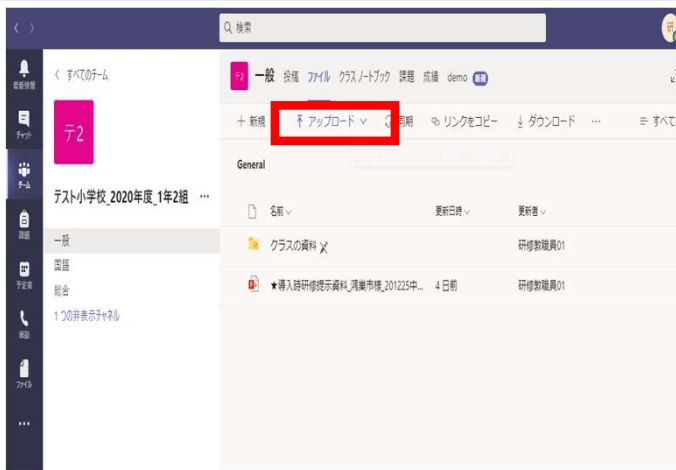 検索
研
最新情報
チャット
チーム
課題
予定表
通話
ファイル
すべてのチーム
テ2
テスト小学校_2020年度_1年2組 …
一般
国語
総合
1 つの非表示チャネル
テ2 一般 投稿 ファイル クラス ノートブック 課題 成績 demo 新規
+ 新規 アップロード 同期 リンクをコピー ダウンロード … すべて
General
名前 更新日時 更新者
クラスの資料 研修教職員01
★導入時研修提示資料_鴻巣市様_201225中... 4 日前 研修教職員01